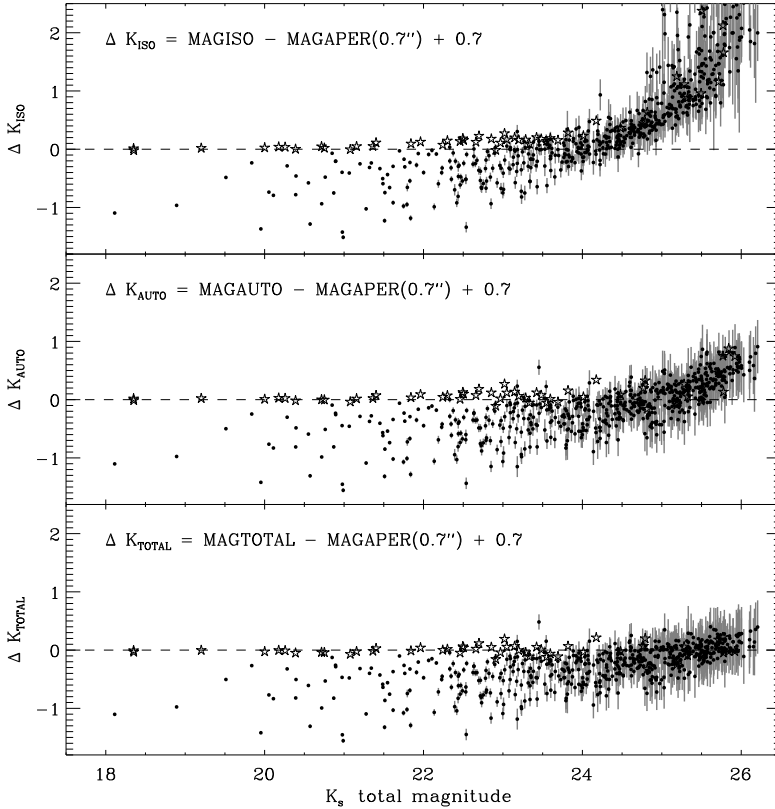 2
Δ K_ISO = MAGISO − MAGAPER(0.7″) + 0.7
1
0
−1
Δ K_ISO
2
Δ K_AUTO = MAGAUTO − MAGAPER(0.7″) + 0.7
1
0
−1
Δ K_AUTO
2
Δ K_TOTAL = MAGTOTAL − MAGAPER(0.7″) + 0.7
1
0
−1
Δ K_TOTAL
18 20 22 24 26
K_s total magnitude